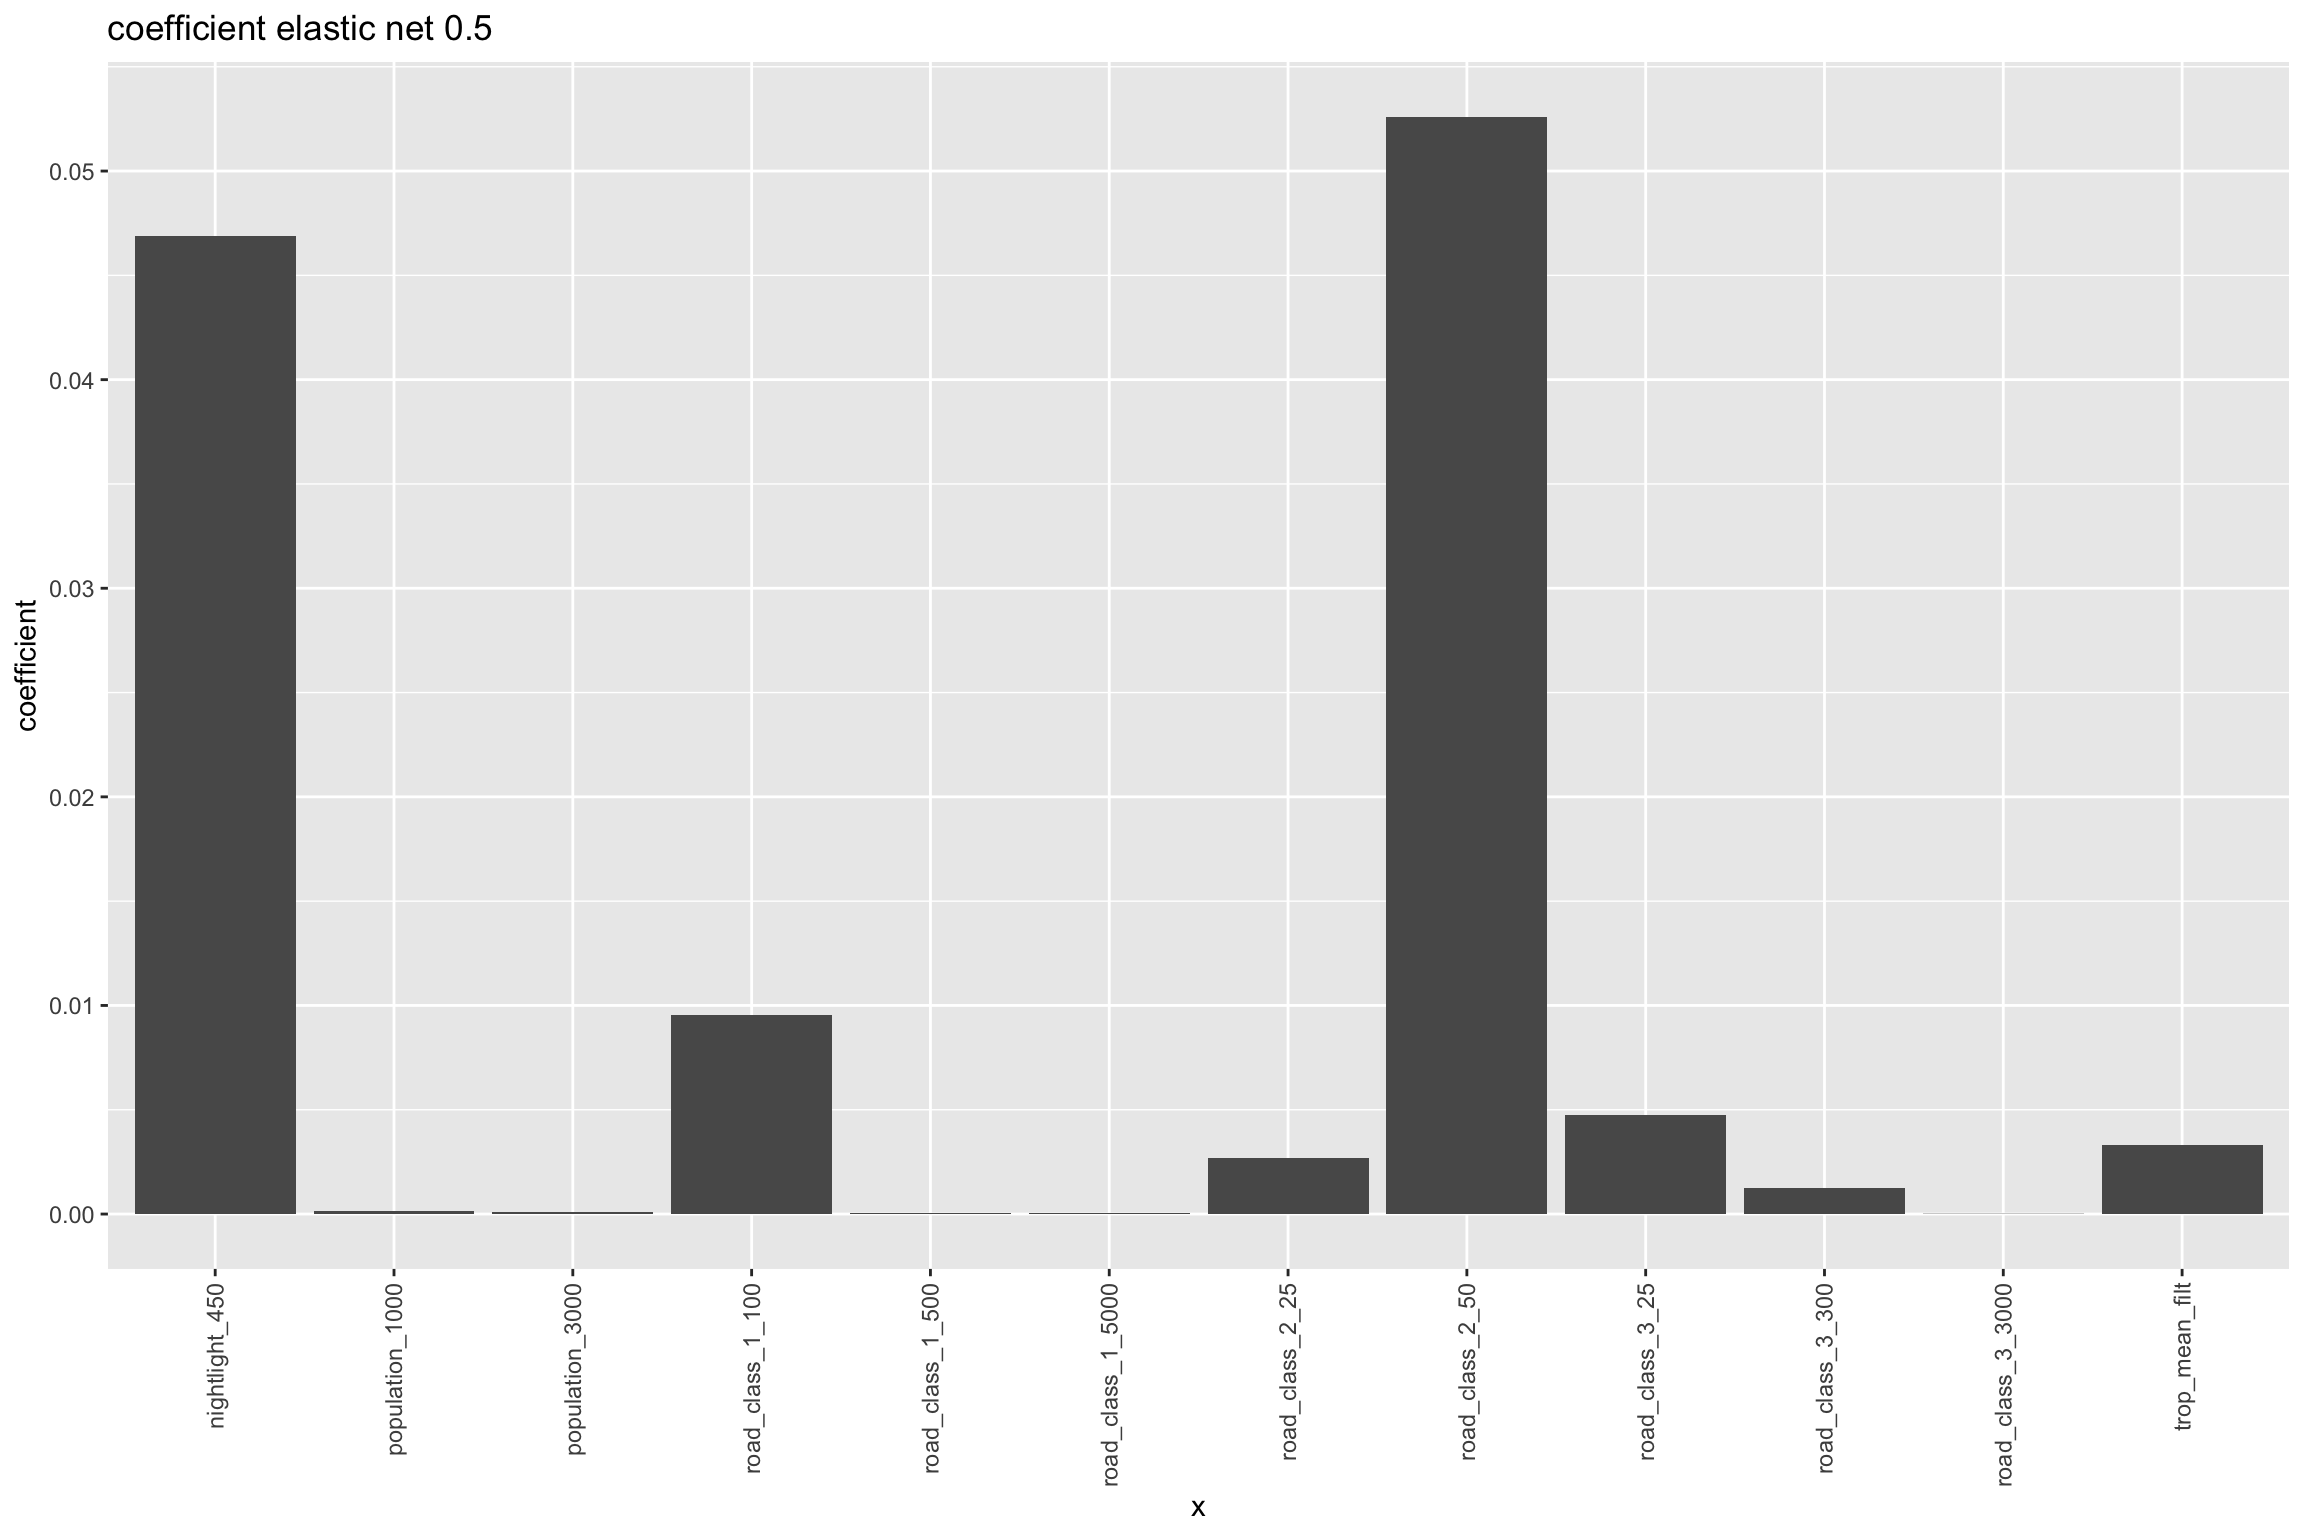 coefficient elastic net 0.5
coefficient
0.05
0.04
0.03
0.02
0.01
0.00
nightlight_450
population_1000
population_3000
road_class_1_100
road_class_1_500
road_class_1_5000
road_class_2_25
road_class_2_50
road_class_3_25
road_class_3_300
road_class_3_3000
trop_mean_filt
x